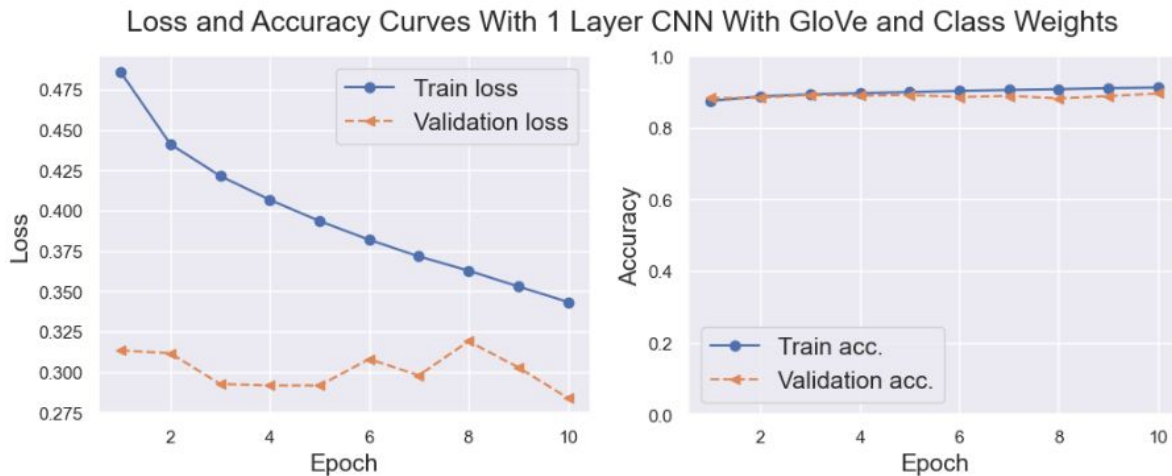 Loss and Accuracy Curves With 1 Layer CNN With GloVe and Class Weights
Loss
0.475
0.450
0.425
0.400
0.375
0.350
0.325
0.300
0.275
Train loss
Validation loss
2 4 6 8 10
Epoch
Accuracy
1.0
0.8
0.6
0.4
0.2
0.0
Train acc.
Validation acc.
2 4 6 8 10
Epoch